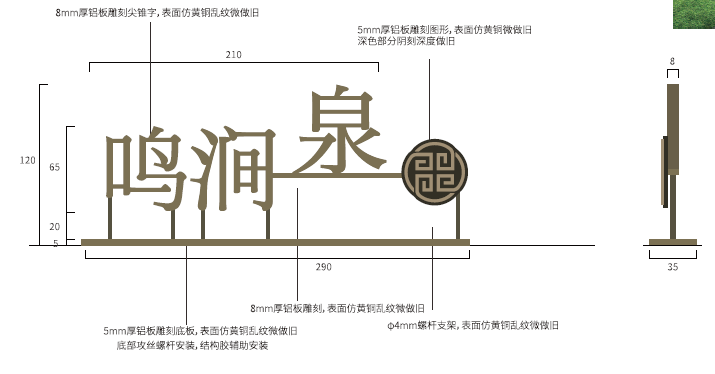 8mm厚铝板雕刻尖锥字，表面仿黄铜乱纹微做旧
5mm厚铝板雕刻图形，表面仿黄铜微做旧
深色部分阴刻深度做旧
210
8
120
65
20
5
鸣涧泉
290
35
8mm厚铝板雕刻，表面仿黄铜乱纹微做旧
5mm厚铝板雕刻底板，表面仿黄铜乱纹微做旧
底部攻丝螺杆安装，结构胶辅助安装
φ4mm螺杆支架，表面仿黄铜乱纹微做旧